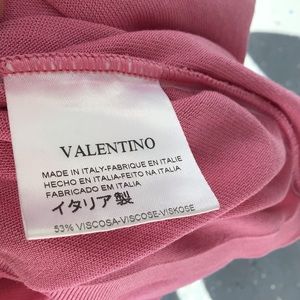 VALENTINO
MADE IN ITALY-FABRIQUE EN ITALIE
HECHO EN ITALIA-FEITO NA ITALIA
FABRICADO EM ITALIA
イタリア製
53% VISCOSA-VISCOSE-VISKOSE